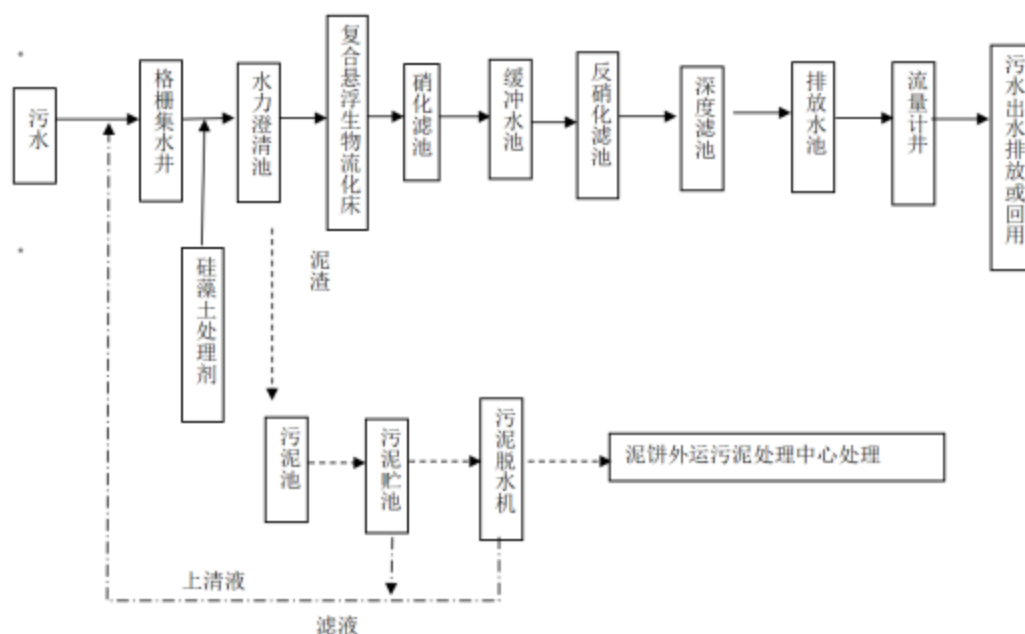 污水
格栅集水井
水力澄清池
复合悬浮生物流化床
硝化滤池
缓冲水池
反硝化滤池
深度滤池
排放水池
流量计井
污水出水排放或回用
硅藻土处理剂
泥渣
污泥池
污泥贮池
污泥脱水机
泥饼外运污泥处理中心处理
上清液
滤液